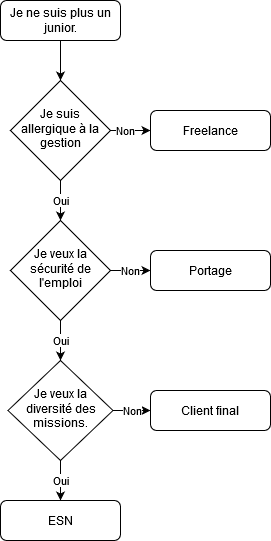 Je ne suis plus un
junior.
Je suis
allergique à la
gestion
Non
Freelance
Oui
Je veux la
sécurité de
l'emploi
Non
Portage
Oui
Je veux la
diversité des
missions.
Non
Client final
Oui
ESN